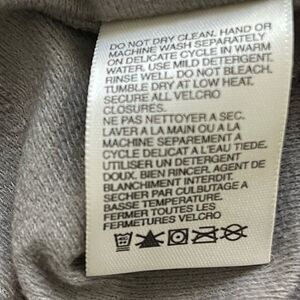 DO NOT DRY CLEAN. HAND OR
MACHINE WASH SEPARATELY
ON DELICATE CYCLE IN WARM
WATER. USE MILD DETERGENT.
RINSE WELL. DO NOT BLEACH.
TUMBLE DRY AT LOW HEAT.
SECURE ALL VELCRO
CLOSURES.
NE PAS NETTOYER A SEC.
LAVER A LA MAIN OU A LA
MACHINE SEPAREMENT A
CYCLE DELICAT A L'EAU TIEDE.
UTILISER UN DETERGENT
DOUX. BIEN RINCER. AGENT DE
BLANCHIMENT INTERDIT.
SECHER PAR CULBUTAGE A
BASSE TEMPERATURE.
FERMER TOUTES LES
FERMETURES VELCRO